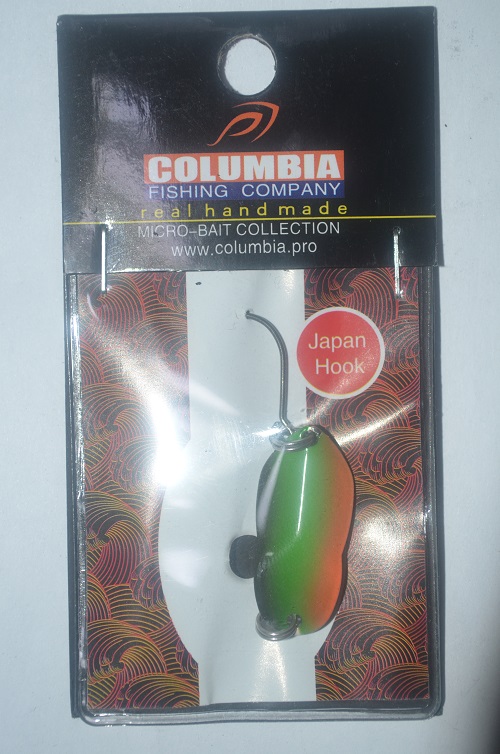 COLUMBIA
FISHING COMPANY
real hand made
MICRO-BAIT COLLECTION
www.columbia.pro
Japan
Hook